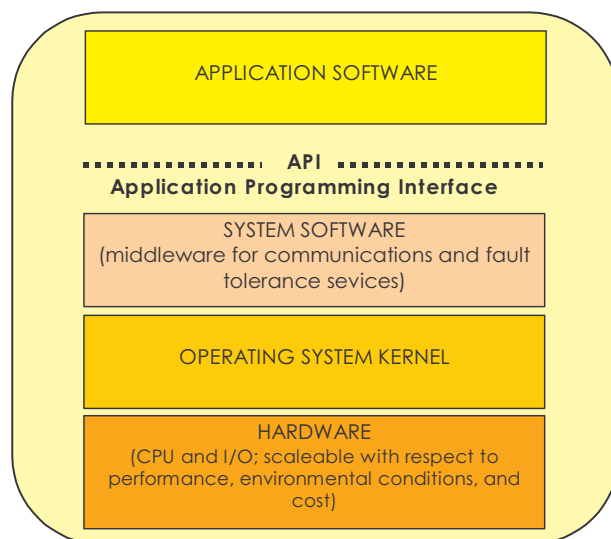 APPLICATION SOFTWARE
API
Application Programming Interface
SYSTEM SOFTWARE
(middleware for communications and fault
tolerance sevices)
OPERATING SYSTEM KERNEL
HARDWARE
(CPU and I/O; scaleable with respect to
performance, environmental conditions, and
cost)